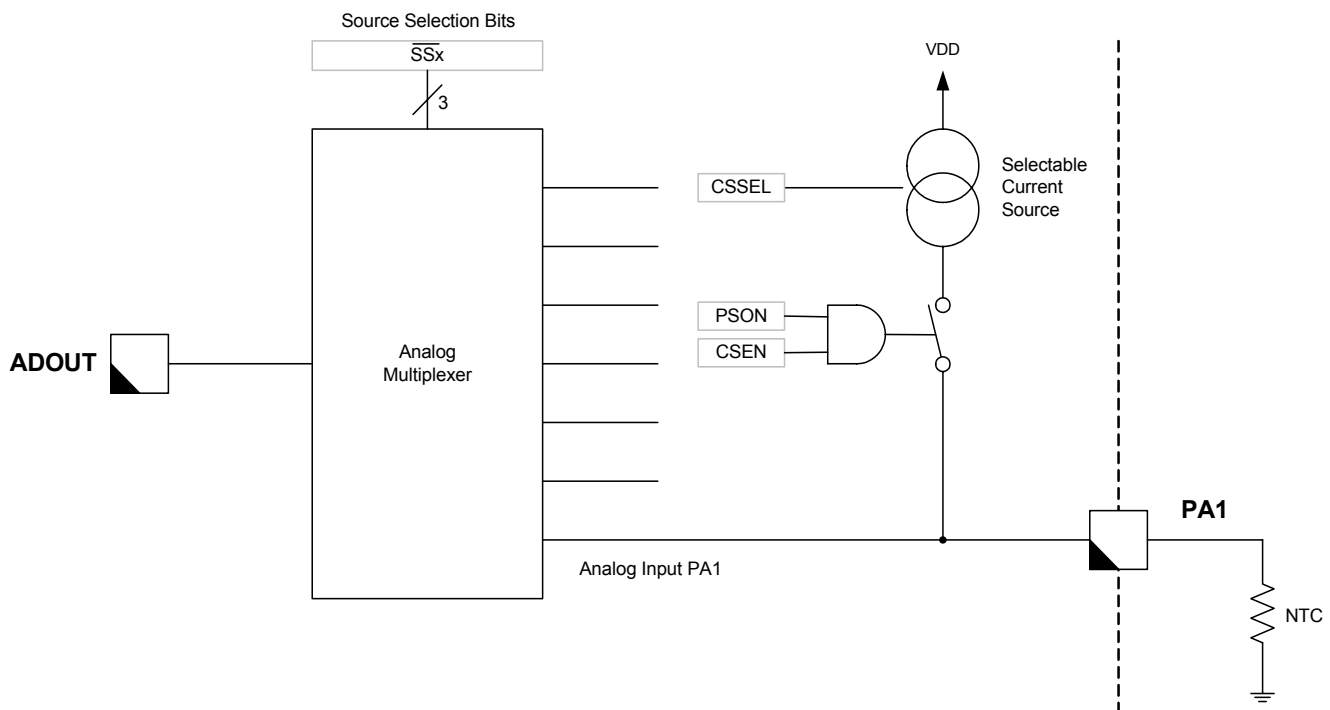 Source Selection Bits
SSx
3
VDD
Selectable
Current
Source
CSSEL
PSON
CSEN
ADOUT
Analog
Multiplexer
PA1
Analog Input PA1
NTC